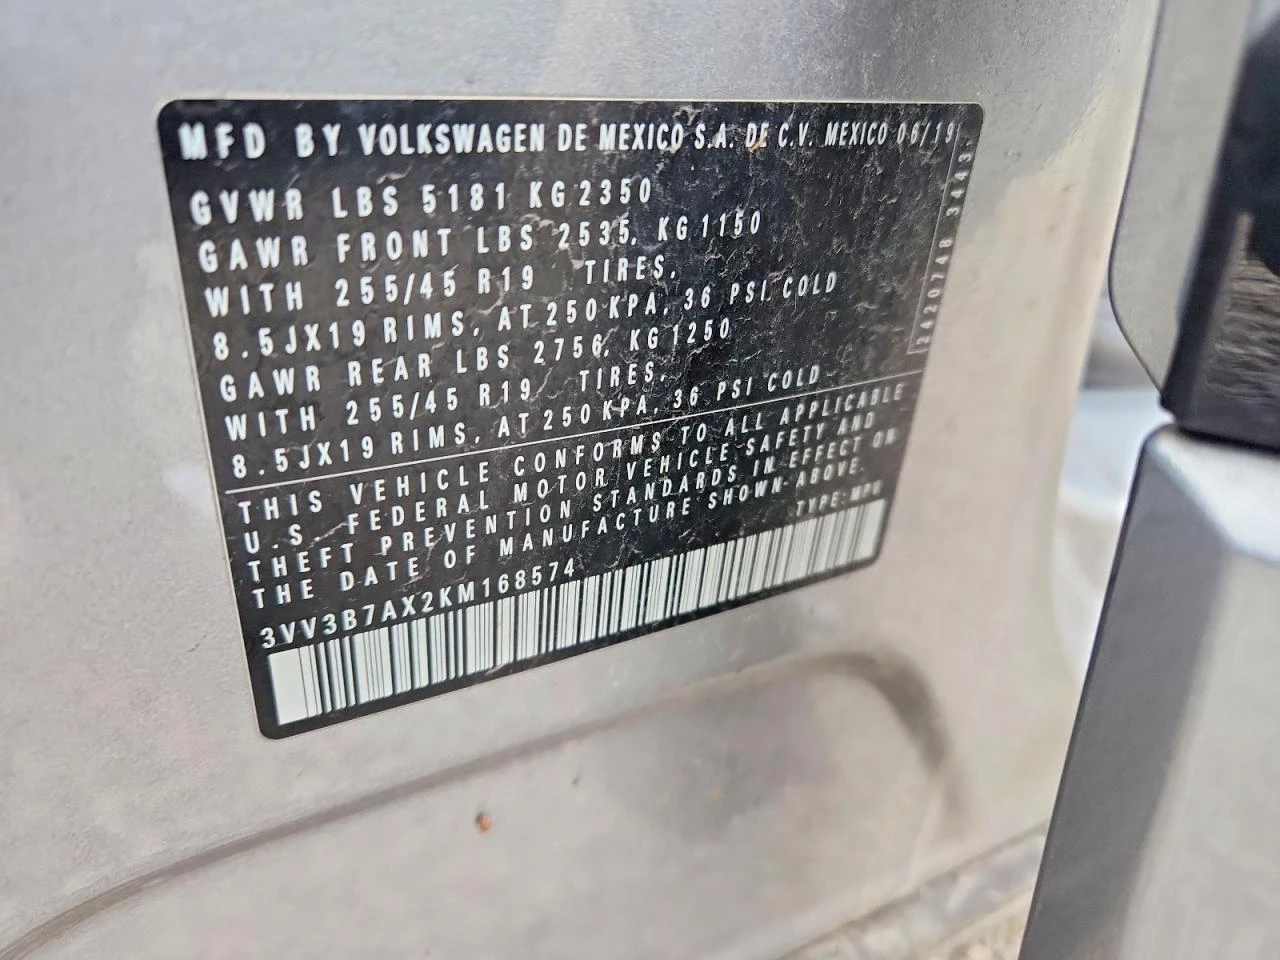 MFD BY VOLKSWAGEN DE MEXICO S.A. DE C.V. MEXICO 06/19
GVWR LBS 5181 KG 2350
GAWR FRONT LBS 2535, KG 1150
WITH 255/45 R19 TIRES,
8.5JX19 RIMS, AT 250 KPA, 36 PSI COLD
GAWR REAR LBS 2756, KG 1250
WITH 255/45 R19 TIRES,
8.5JX19 RIMS, AT 250 KPA, 36 PSI COLD
2420748 3443
THIS VEHICLE CONFORMS TO ALL APPLICABLE
U.S. FEDERAL MOTOR VEHICLE SAFETY AND
THEFT PREVENTION STANDARDS IN EFFECT ON
THE DATE OF MANUFACTURE SHOWN ABOVE.
TYPE: MPV
3VV3B7AX2KM168574